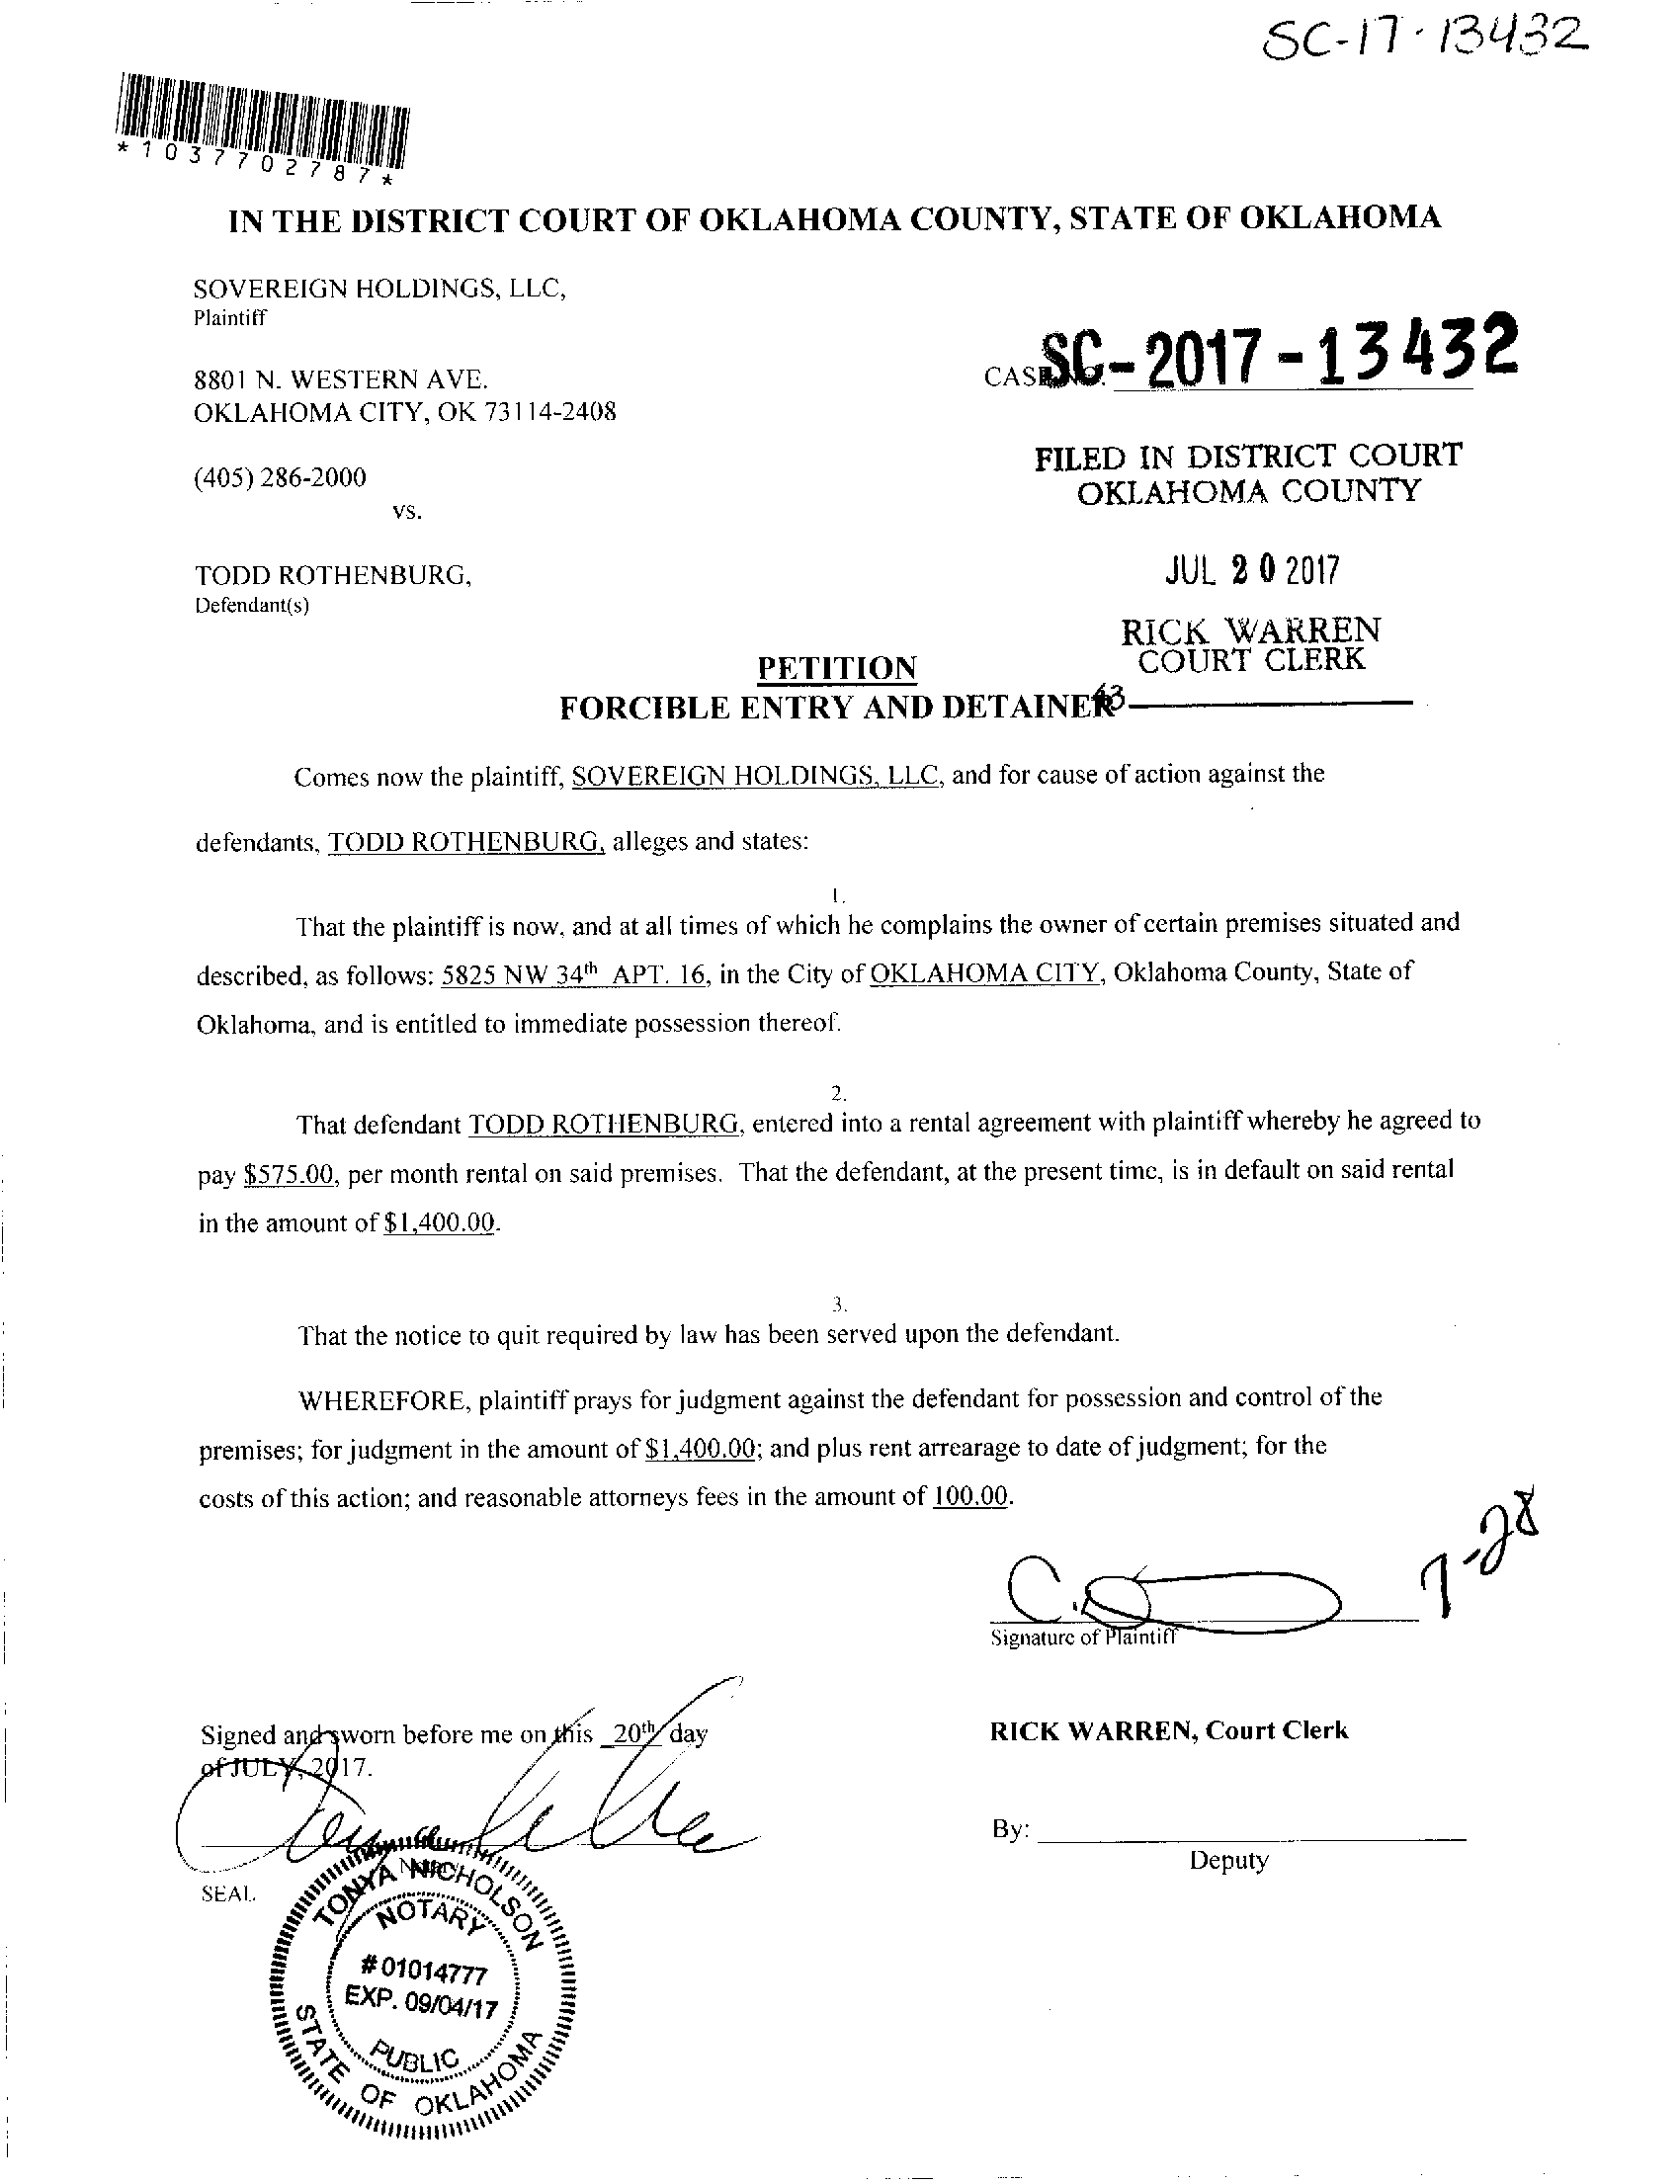 SC-17-13432
*1037702787*
IN THE DISTRICT COURT OF OKLAHOMA COUNTY, STATE OF OKLAHOMA
SOVEREIGN HOLDINGS, LLC,
Plaintiff
8801 N. WESTERN AVE.
OKLAHOMA CITY, OK 73114-2408
(405) 286-2000
vs.
TODD ROTHENBURG,
Defendant(s)
CASE NO. SC-2017-13432
FILED IN DISTRICT COURT
OKLAHOMA COUNTY
JUL 20 2017
RICK WARREN
COURT CLERK
43
PETITION
FORCIBLE ENTRY AND DETAINER
Comes now the plaintiff, SOVEREIGN HOLDINGS, LLC, and for cause of action against the
defendants, TODD ROTHENBURG, alleges and states:
1.
That the plaintiff is now, and at all times of which he complains the owner of certain premises situated and
described, as follows: 5825 NW 34th APT. 16, in the City of OKLAHOMA CITY, Oklahoma County, State of
Oklahoma, and is entitled to immediate possession thereof.
2.
That defendant TODD ROTHENBURG, entered into a rental agreement with plaintiff whereby he agreed to
pay $575.00, per month rental on said premises. That the defendant, at the present time, is in default on said rental
in the amount of $1,400.00.
3.
That the notice to quit required by law has been served upon the defendant.
WHEREFORE, plaintiff prays for judgment against the defendant for possession and control of the
premises; for judgment in the amount of $1,400.00; and plus rent arrearage to date of judgment; for the
costs of this action; and reasonable attorneys fees in the amount of 100.00.
7-28
Signature of Plaintiff
Signed and sworn before me on this 20th day
of JULY, 2017.
Notary
SEAL
TONYA NICHOLSON
NOTARY
#01014777
EXP. 09/04/17
PUBLIC
STATE OF OKLAHOMA
RICK WARREN, Court Clerk
By:
Deputy